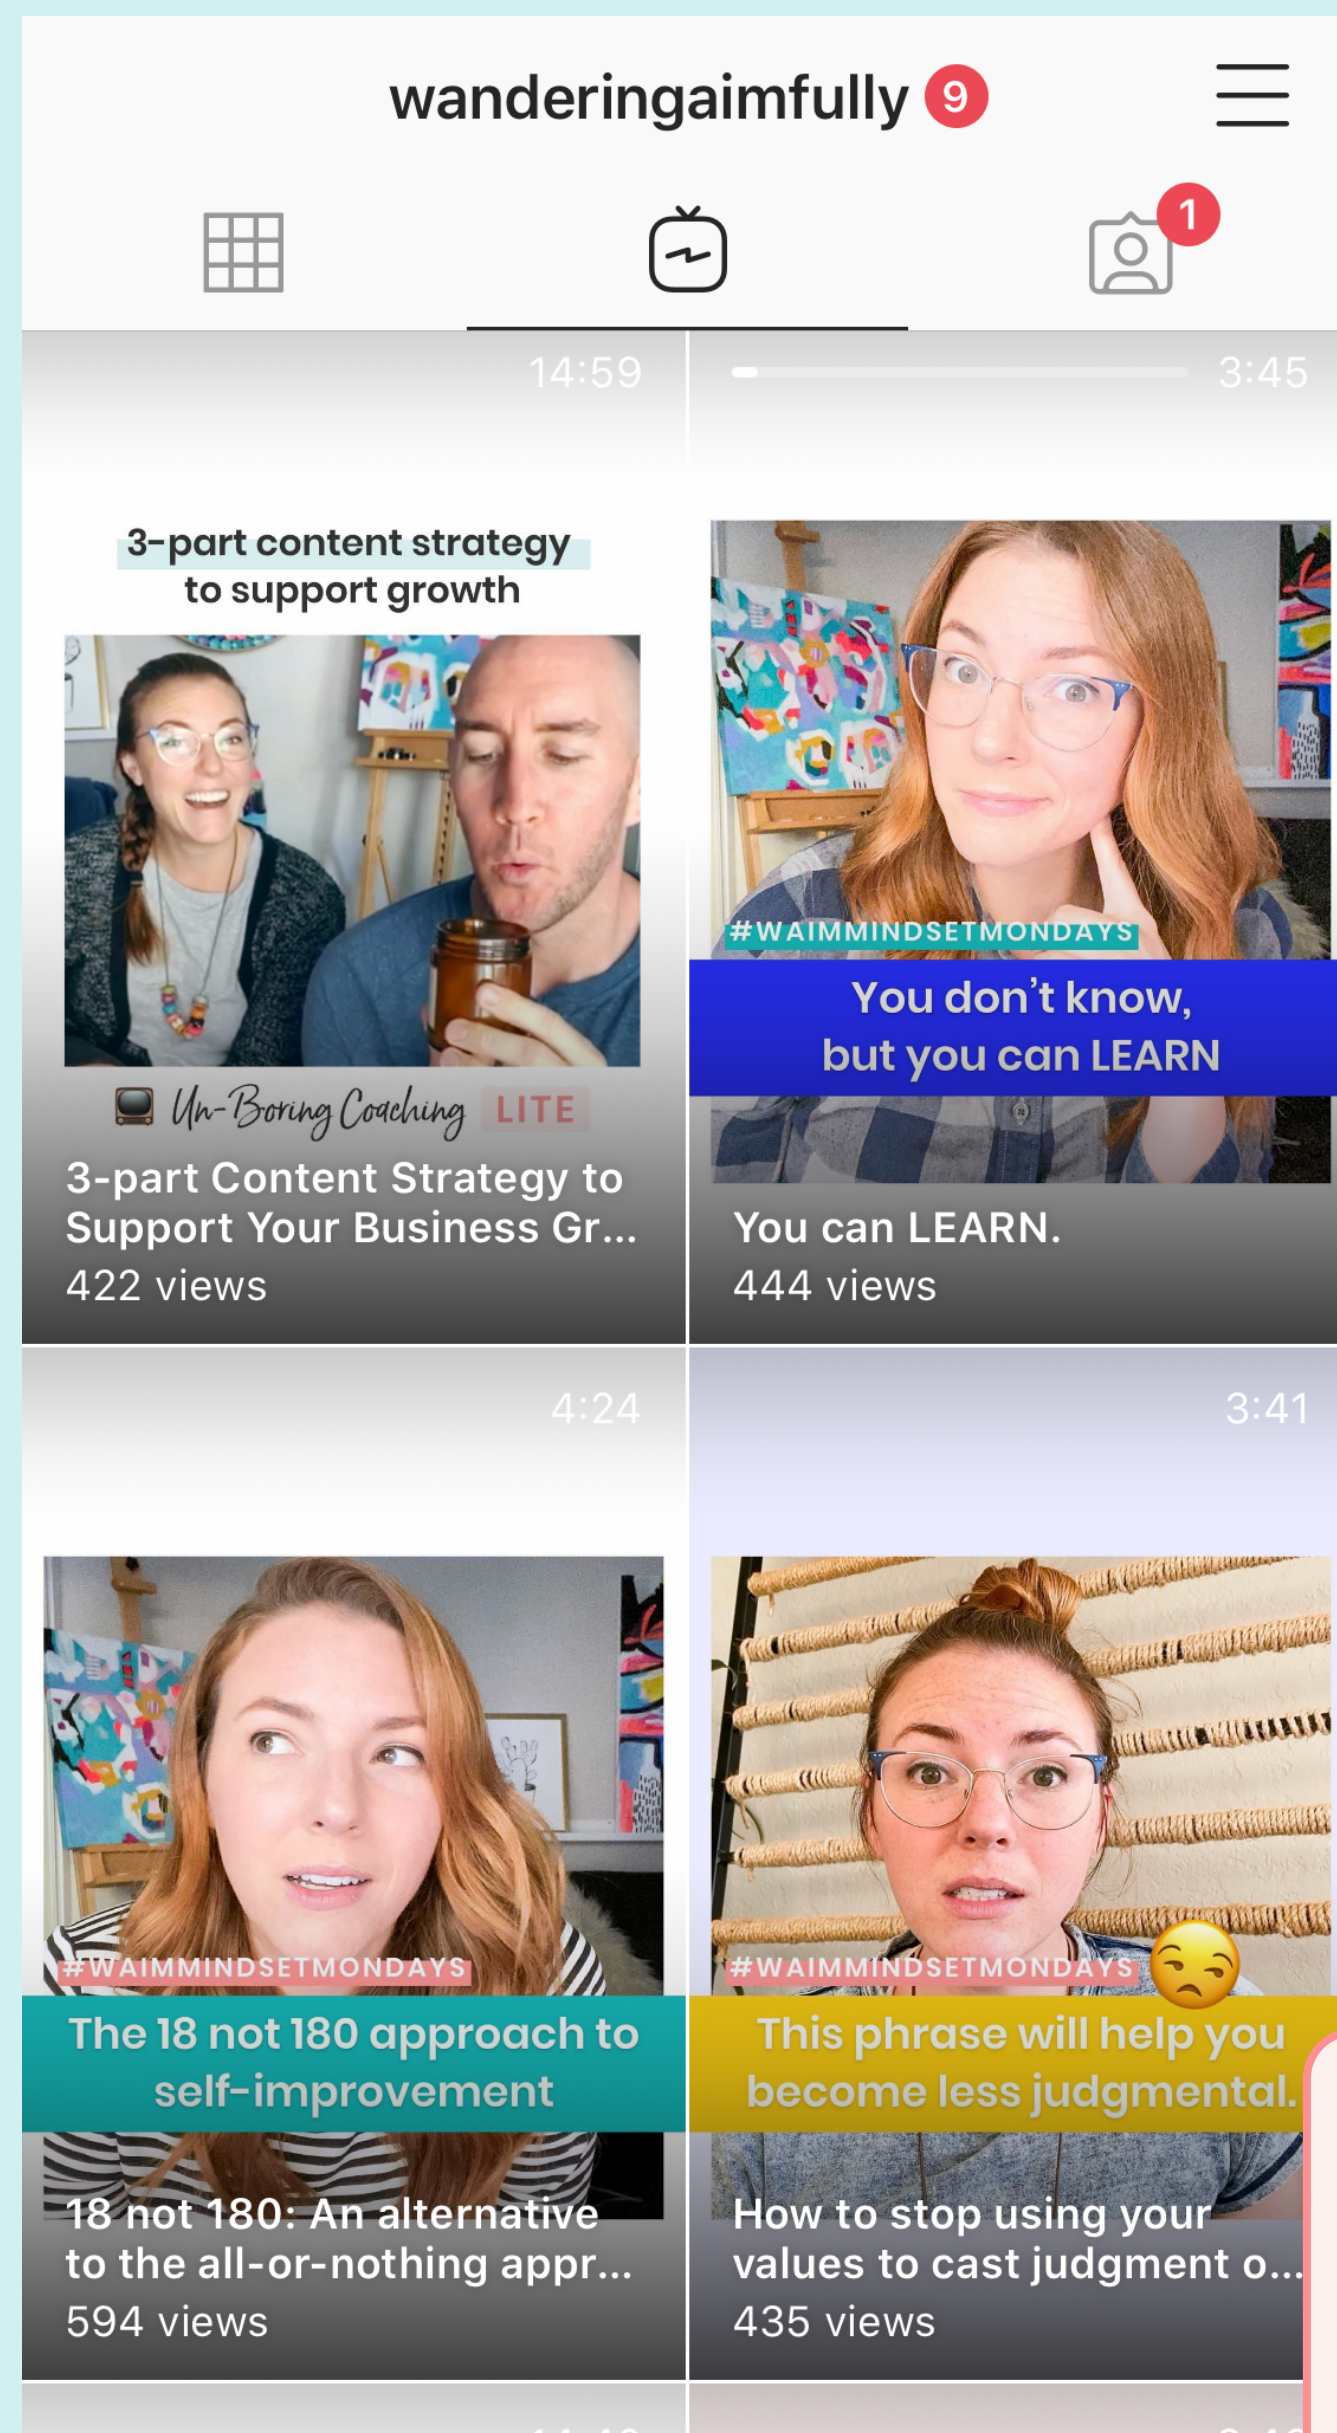 wanderingaimfully 9
1
14:59
3-part content strategy
to support growth
Un-Boring Coaching LITE
3-part Content Strategy to
Support Your Business Gr...
422 views
3:45
#WAIMMINDSETMONDAYS
You don't know,
but you can LEARN
You can LEARN.
444 views
4:24
#WAIMMINDSETMONDAYS
The 18 not 180 approach to
self-improvement
18 not 180: An alternative
to the all-or-nothing appr...
594 views
3:41
#WAIMMINDSETMONDAYS
This phrase will help you
become less judgmental.
How to stop using your
values to cast judgment o...
435 views